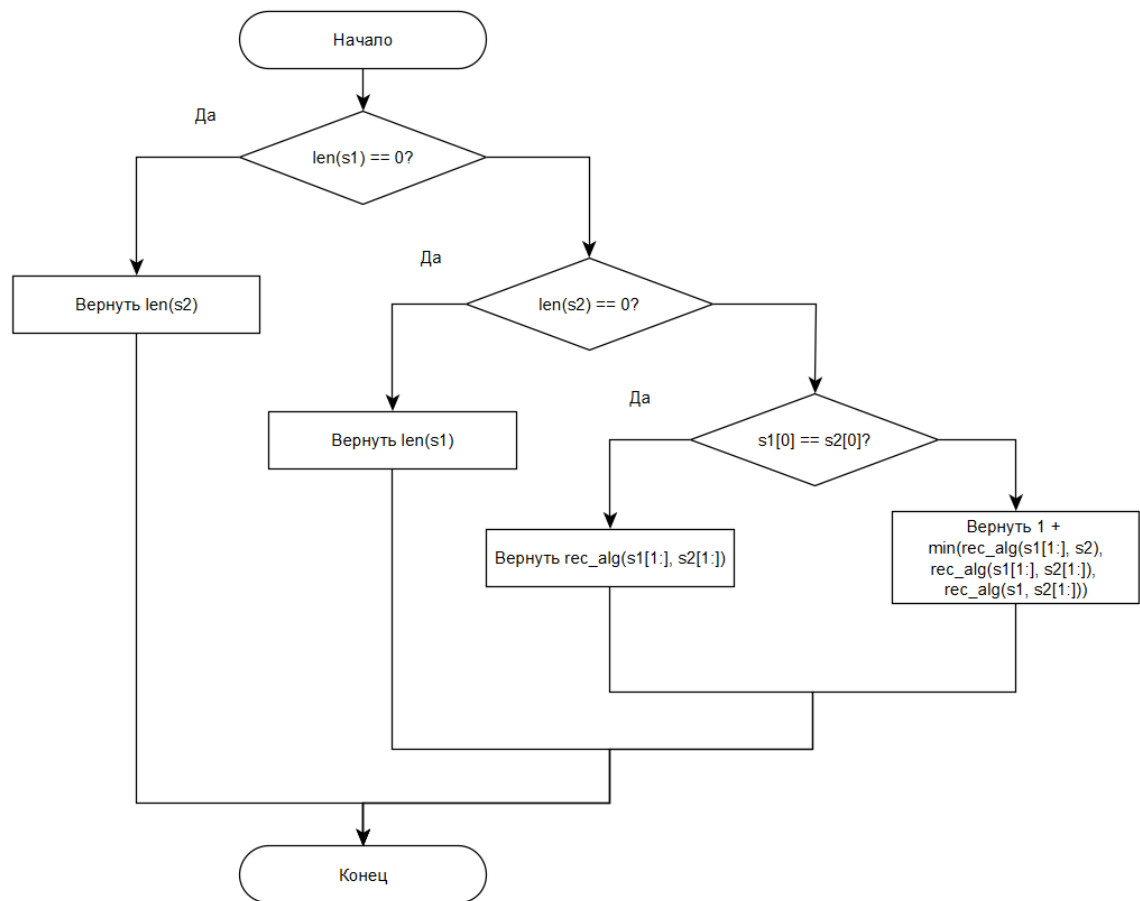 Начало
Да
len(s1) == 0?
Да
Вернуть len(s2)
len(s2) == 0?
Да
Вернуть len(s1)
s1[0] == s2[0]?
Вернуть rec_alg(s1[1:], s2[1:])
Вернуть 1 +
min(rec_alg(s1[1:], s2),
rec_alg(s1[1:], s2[1:]),
rec_alg(s1, s2[1:]))
Конец